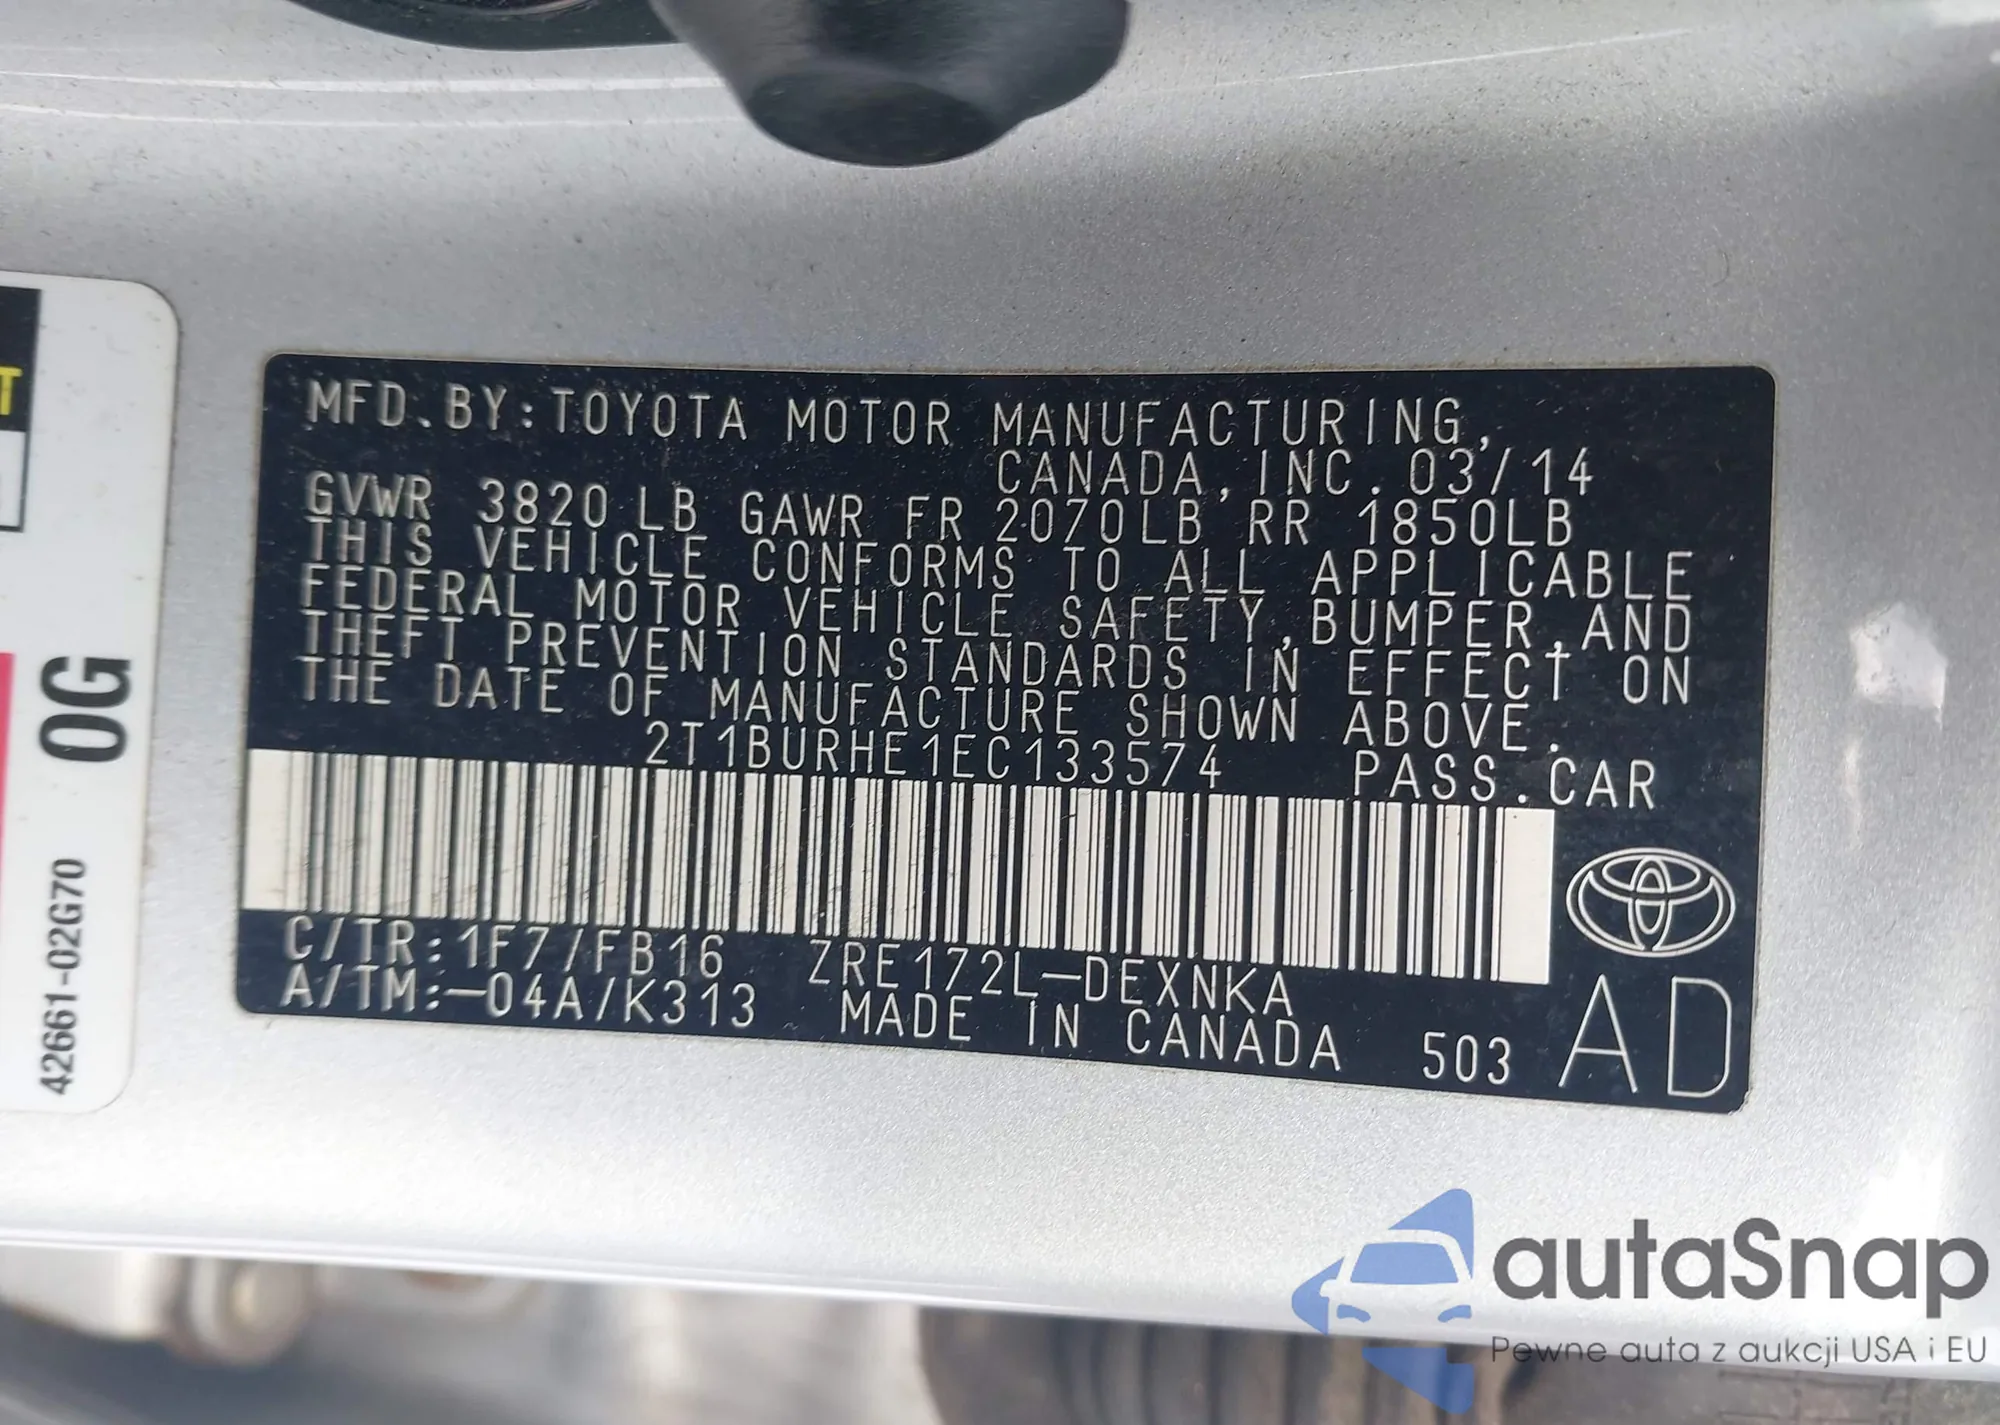 MFD.BY:TOYOTA MOTOR MANUFACTURING,
CANADA,INC. 03/14
GVWR 3820 LB GAWR FR 2070LB RR 1850LB
THIS VEHICLE CONFORMS TO ALL APPLICABLE
FEDERAL MOTOR VEHICLE SAFETY,BUMPER,AND
THEFT PREVENTION STANDARDS IN EFFECT ON
THE DATE OF MANUFACTURE SHOWN ABOVE.
2T1BURHE1EC133574 PASS.CAR
C/TR:1F7/FB16 ZRE172L-DEXNKA
A/TM:-04A/K313 MADE IN CANADA 503
AD
T
0G
42661-02G70
autaSnap
Pewne auta z aukcji USA i EU